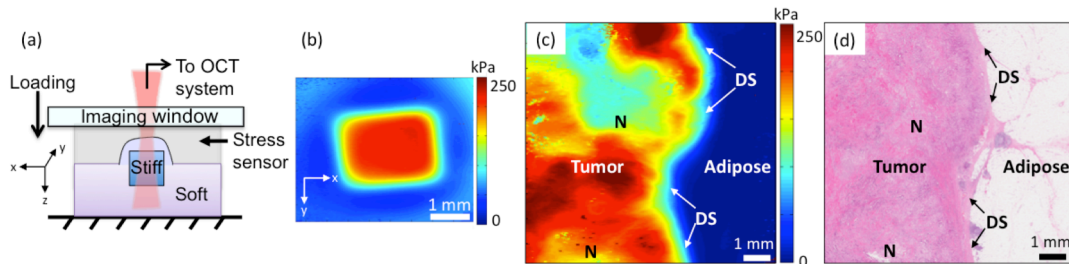 (a)
To OCT
system
Loading
Imaging window
Stress
sensor
Stiff
Soft
x
y
z
(b)
kPa
250
0
x
y
1 mm
(c)
kPa
250
0
DS
N
Tumor
Adipose
DS
N
1 mm
(d)
DS
N
Tumor
Adipose
DS
N
1 mm